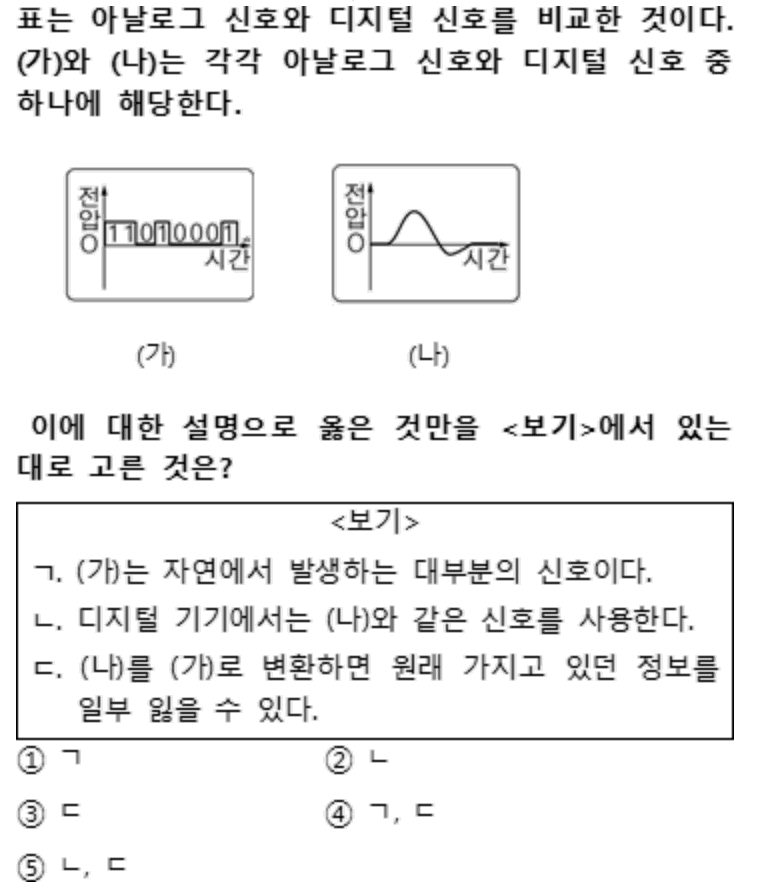 표는 아날로그 신호와 디지털 신호를 비교한 것이다.
(가)와 (나)는 각각 아날로그 신호와 디지털 신호 중
하나에 해당한다.
전압
0
11010001
시간
전압
0
시간
(가)
(나)
이에 대한 설명으로 옳은 것만을 <보기>에서 있는
대로 고른 것은?
<보기>
ㄱ. (가)는 자연에서 발생하는 대부분의 신호이다.
ㄴ. 디지털 기기에서는 (나)와 같은 신호를 사용한다.
ㄷ. (나)를 (가)로 변환하면 원래 가지고 있던 정보를
일부 잃을 수 있다.
① ㄱ ② ㄴ
③ ㄷ ④ ㄱ, ㄷ
⑤ ㄴ, ㄷ